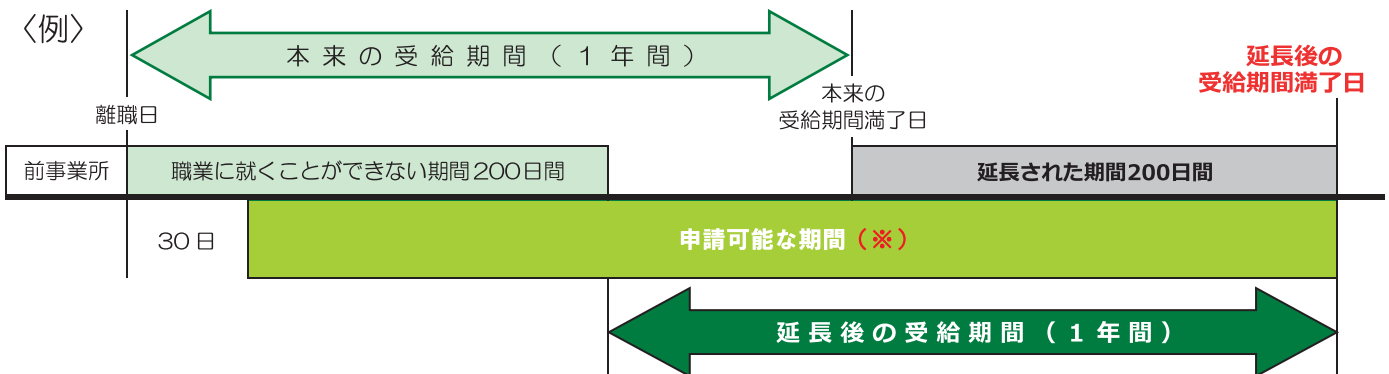 〈例〉
本来の受給期間（1年間）
延長後の
受給期間満了日
離職日
本来の
受給期間満了日
前事業所
職業に就くことができない期間200日間
延長された期間200日間
30日
申請可能な期間（※）
延長後の受給期間（1年間）